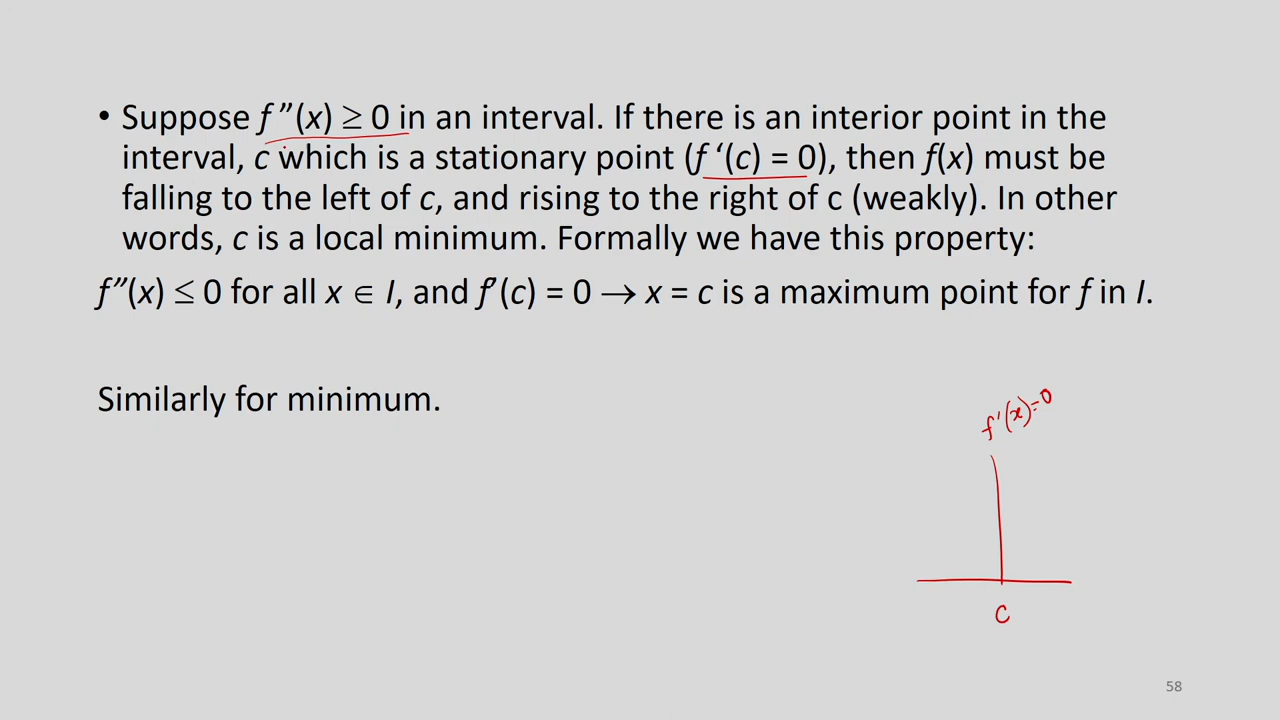 • Suppose f ”(x) ≥ 0 in an interval. If there is an interior point in the
interval, c which is a stationary point (f ‘(c) = 0), then f(x) must be
falling to the left of c, and rising to the right of c (weakly). In other
words, c is a local minimum. Formally we have this property:
f”(x) ≤ 0 for all x ∈ I, and f’(c) = 0 → x = c is a maximum point for f in I.
Similarly for minimum.
f'(x)=0
C
58